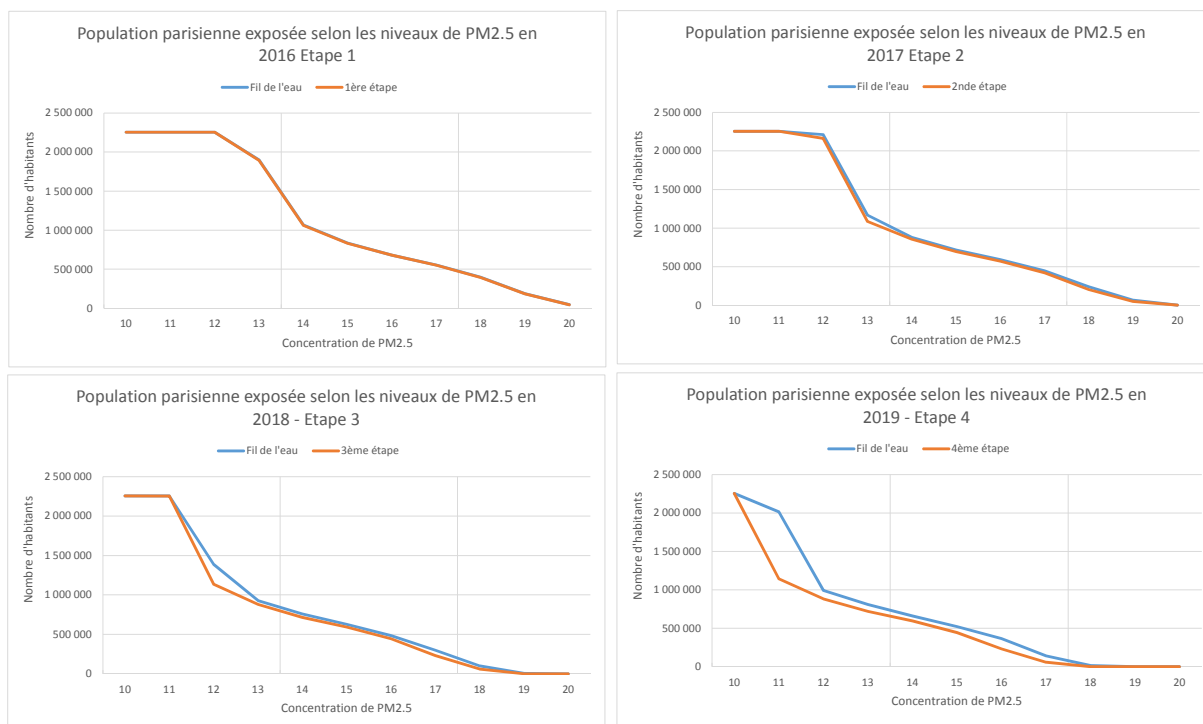 Population parisienne exposée selon les niveaux de PM2.5 en
2016 Etape 1
Fil de l'eau
1ère étape
Nombre d'habitants
2 500 000
2 000 000
1 500 000
1 000 000
500 000
0
10 11 12 13 14 15 16 17 18 19 20
Concentration de PM2.5
Population parisienne exposée selon les niveaux de PM2.5 en
2017 Etape 2
Fil de l'eau
2nde étape
Nombre d'habitants
2 500 000
2 000 000
1 500 000
1 000 000
500 000
0
10 11 12 13 14 15 16 17 18 19 20
Concentration de PM2.5
Population parisienne exposée selon les niveaux de PM2.5 en
2018 - Etape 3
Fil de l'eau
3ème étape
Nombre d'habitants
2 500 000
2 000 000
1 500 000
1 000 000
500 000
0
10 11 12 13 14 15 16 17 18 19 20
Concentration de PM2.5
Population parisienne exposée selon les niveaux de PM2.5 en
2019 - Etape 4
Fil de l'eau
4ème étape
Nombre d'habitants
2 500 000
2 000 000
1 500 000
1 000 000
500 000
0
10 11 12 13 14 15 16 17 18 19 20
Concentration de PM2.5